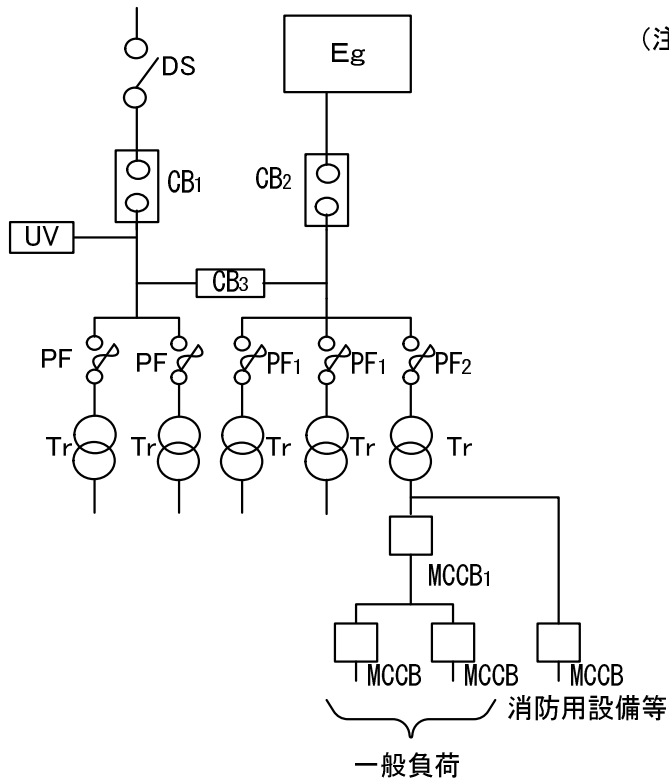 (注
Eg
DS
CB1
CB2
UV
CB3
PF
PF
PF1
PF1
PF2
Tr
Tr
Tr
Tr
Tr
MCCB1
MCCB
MCCB
MCCB
消防用設備等
一般負荷